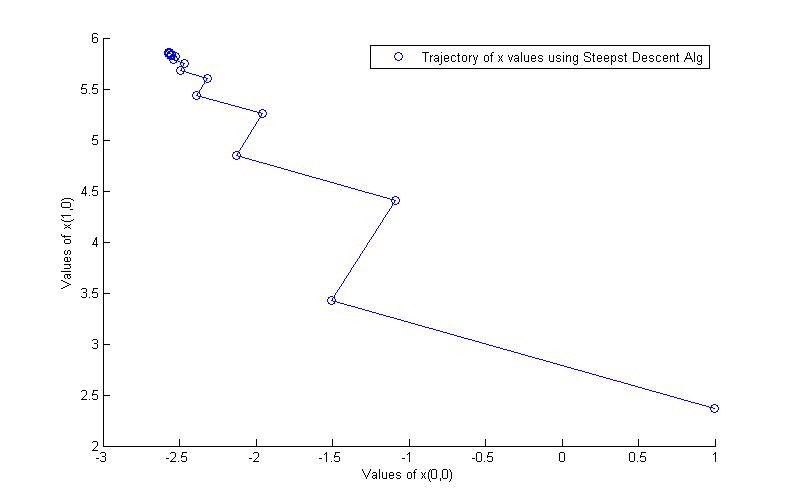 Trajectory of x values using Steepst Descent Alg
6
5.5
5
4.5
4
3.5
3
2.5
2
Values of x(1,0)
-3 -2.5 -2 -1.5 -1 -0.5 0 0.5 1
Values of x(0,0)